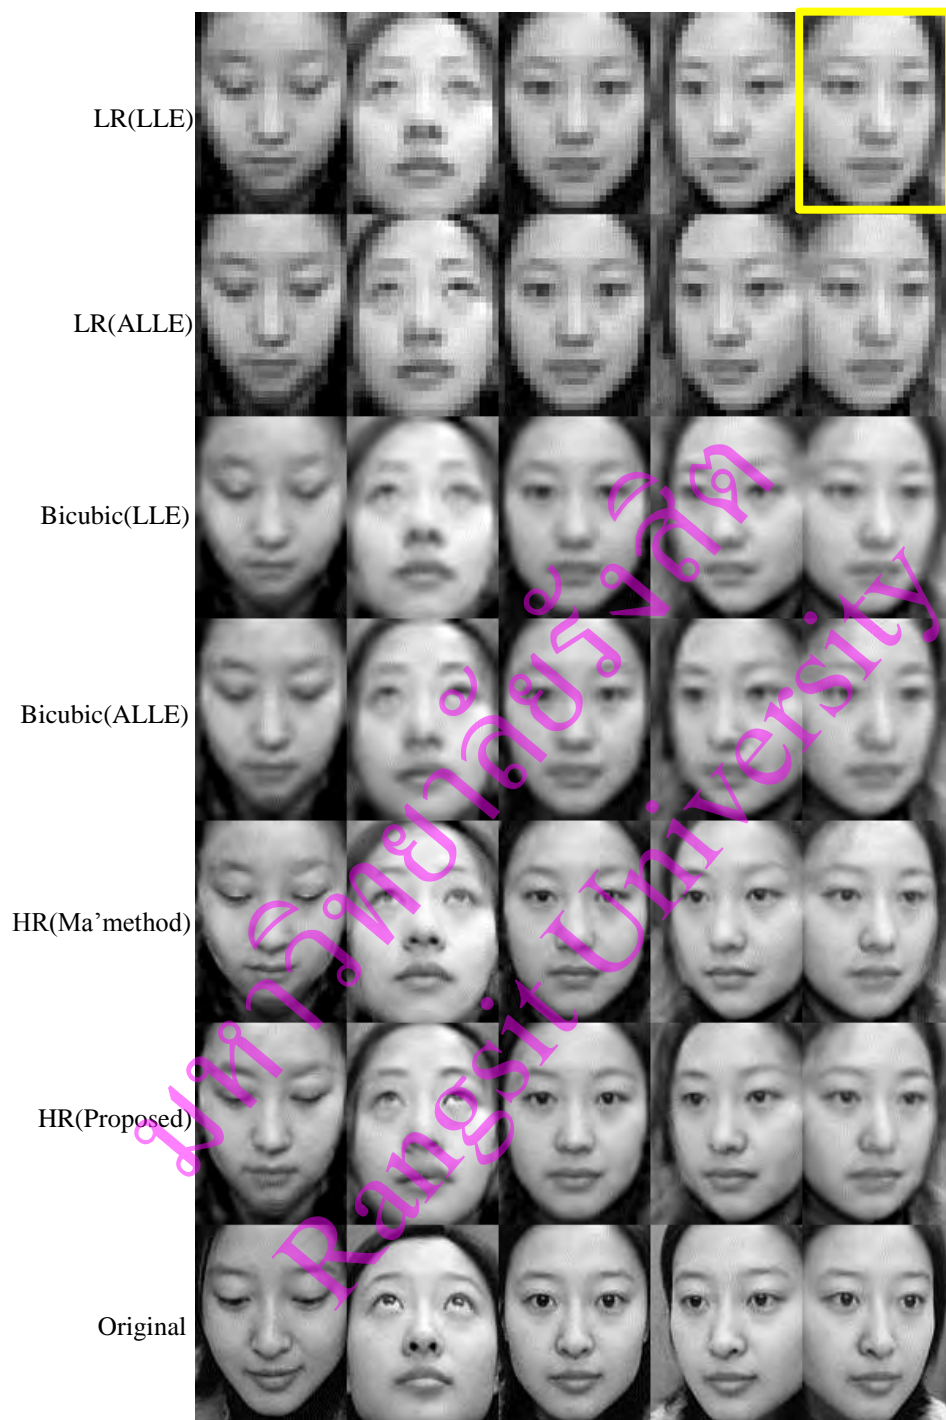 LR(LLE)
LR(ALLE)
Bicubic(LLE)
Bicubic(ALLE)
HR(Ma’method)
HR(Proposed)
Original
มหาวิทยาลัยรังสิต
Rangsit University